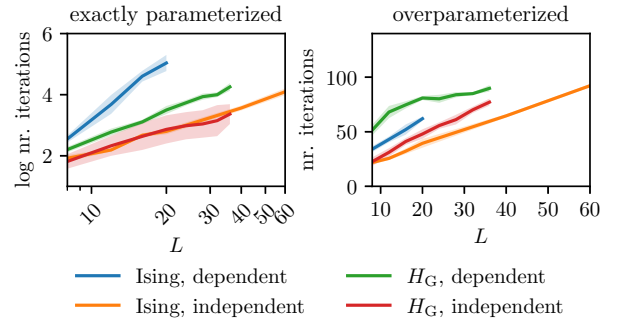 exactly parameterized
overparameterized
log nr. iterations
6
4
2
10
20
30
40
50
60
L
nr. iterations
100
50
0
10
20
30
40
50
60
L
Ising, dependent
Ising, independent
H_G, dependent
H_G, independent